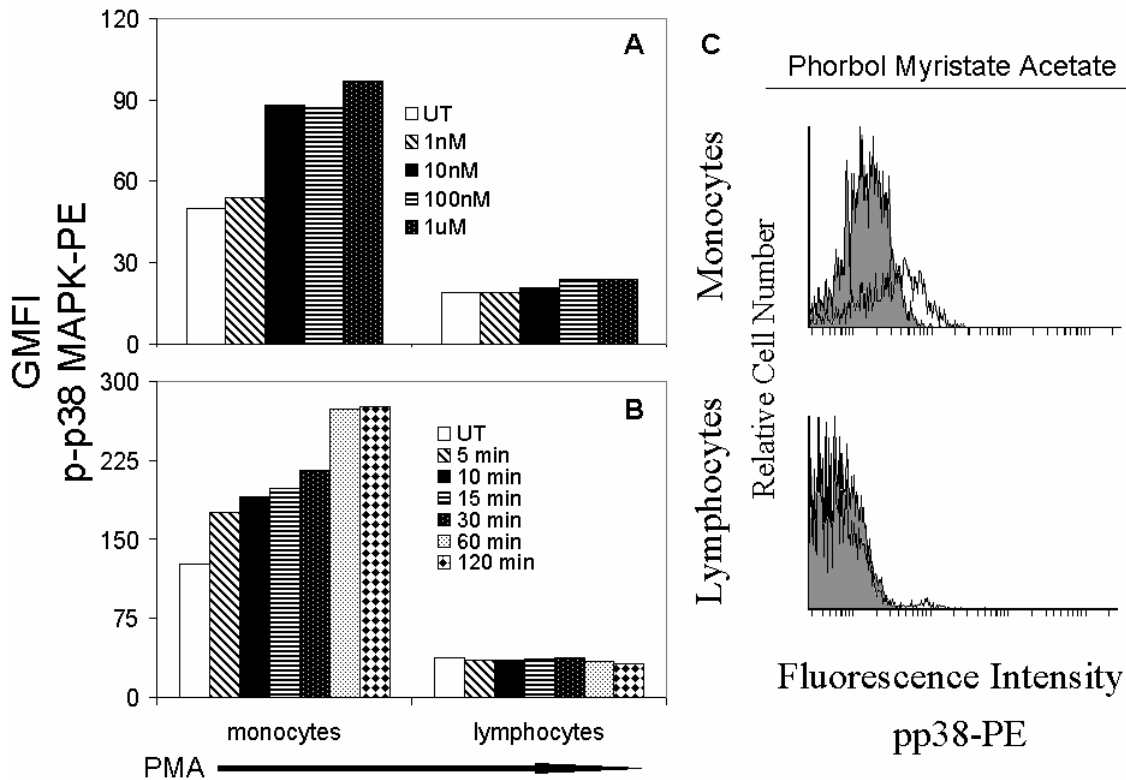 GMFI
p-p38 MAPK-PE
A
120
90
60
30
0
UT
1nM
10nM
100nM
1uM
B
300
225
150
75
0
UT
5 min
10 min
15 min
30 min
60 min
120 min
monocytes
lymphocytes
PMA
C
Phorbol Myristate Acetate
Monocytes
Lymphocytes
Relative Cell Number
Fluorescence Intensity
pp38-PE